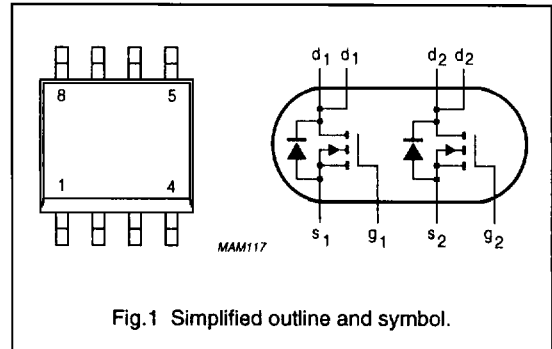 d1 d1 d2 d2
8 5
1 4
s1 g1 s2 g2
MAM117
Fig.1 Simplified outline and symbol.